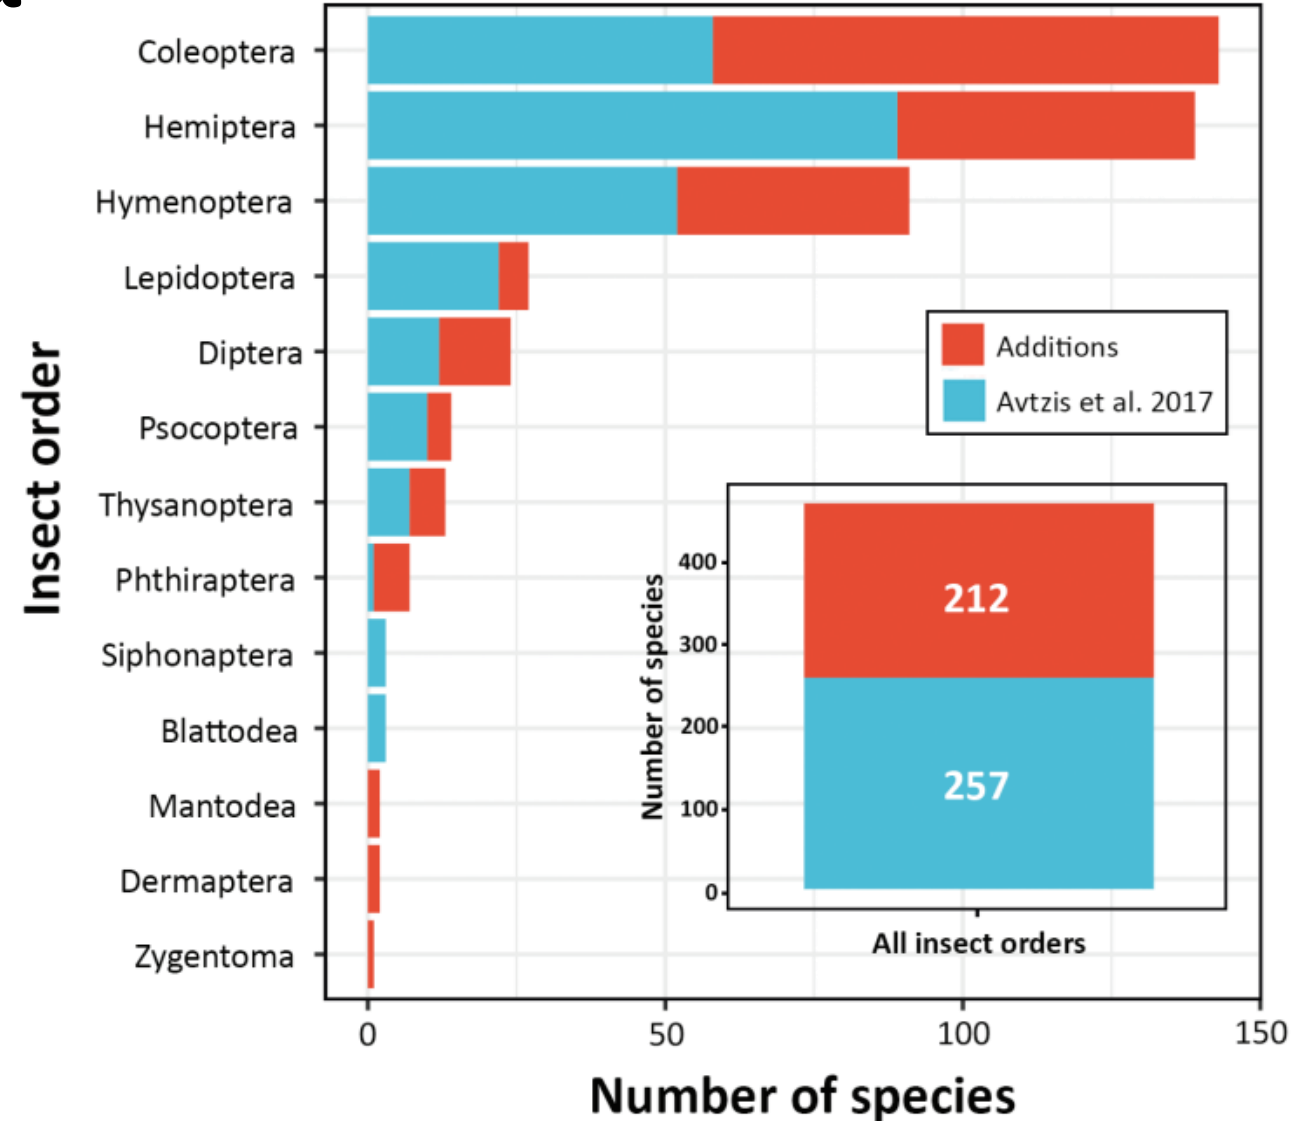 Coleoptera
Hemiptera
Hymenoptera
Lepidoptera
Diptera
Psocoptera
Thysanoptera
Phthiraptera
Siphonaptera
Blattodea
Mantodea
Dermaptera
Zygentoma
Insect order
0
50
100
150
Number of species
Additions
Avtzis et al. 2017
Number of species
400
300
200
100
0
212
257
All insect orders